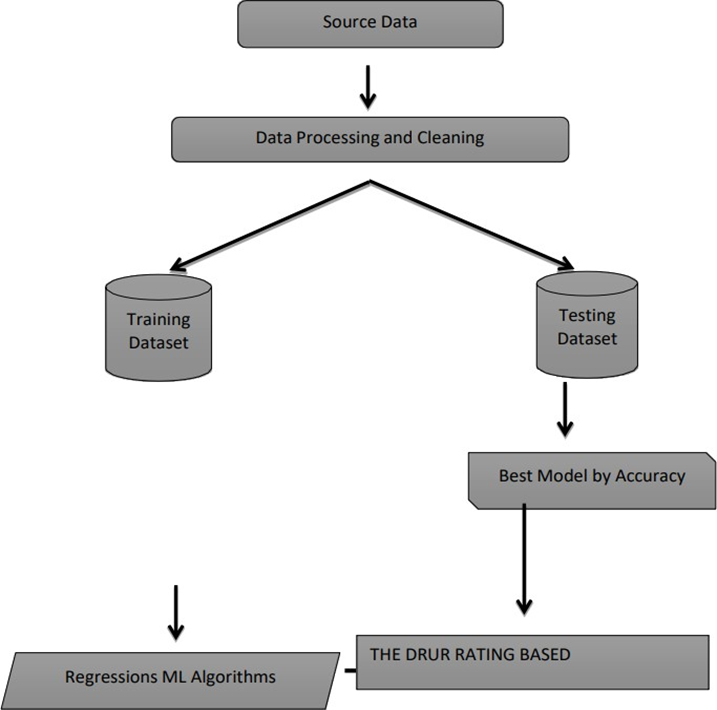 Source Data
Data Processing and Cleaning
Training
Dataset
Testing
Dataset
Best Model by Accuracy
THE DRUR RATING BASED
Regressions ML Algorithms